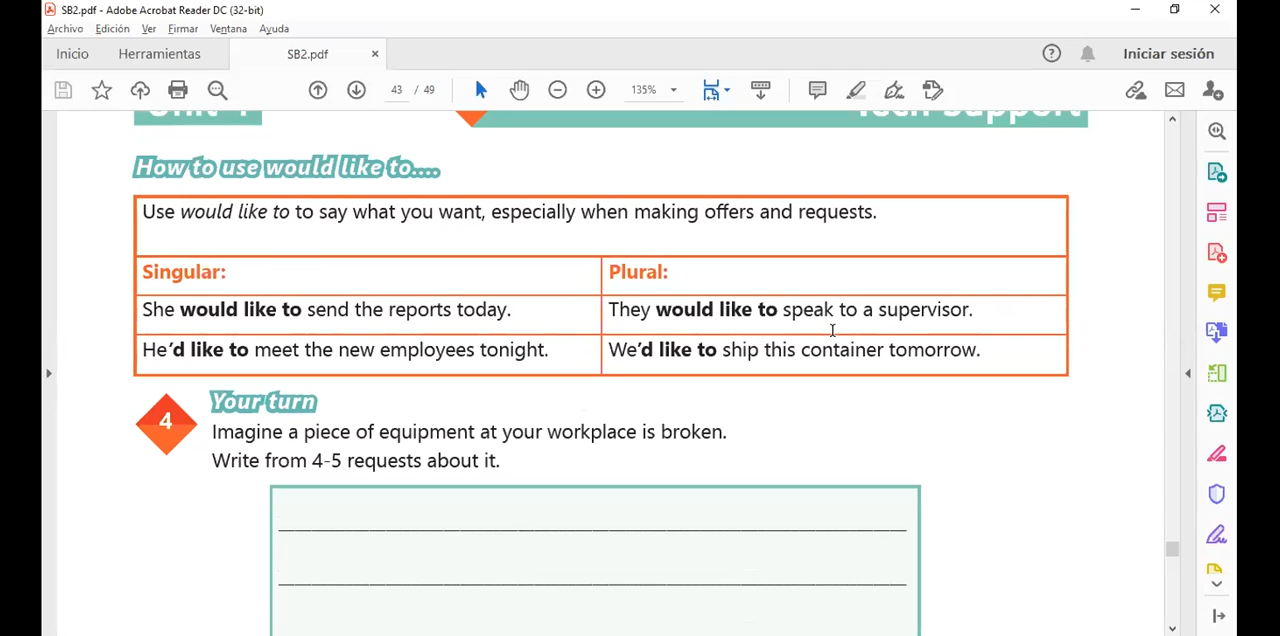 SB2.pdf - Adobe Acrobat Reader DC (32-bit)
Archivo Edición Ver Firmar Ventana Ayuda
Inicio Herramientas SB2.pdf × Iniciar sesión
43 / 49 135%
Tech Support
How to use would like to....
Use would like to to say what you want, especially when making offers and requests.
Singular: Plural:
She would like to send the reports today. They would like to speak to a supervisor.
He'd like to meet the new employees tonight. We'd like to ship this container tomorrow.
4 Your turn
Imagine a piece of equipment at your workplace is broken.
Write from 4-5 requests about it.